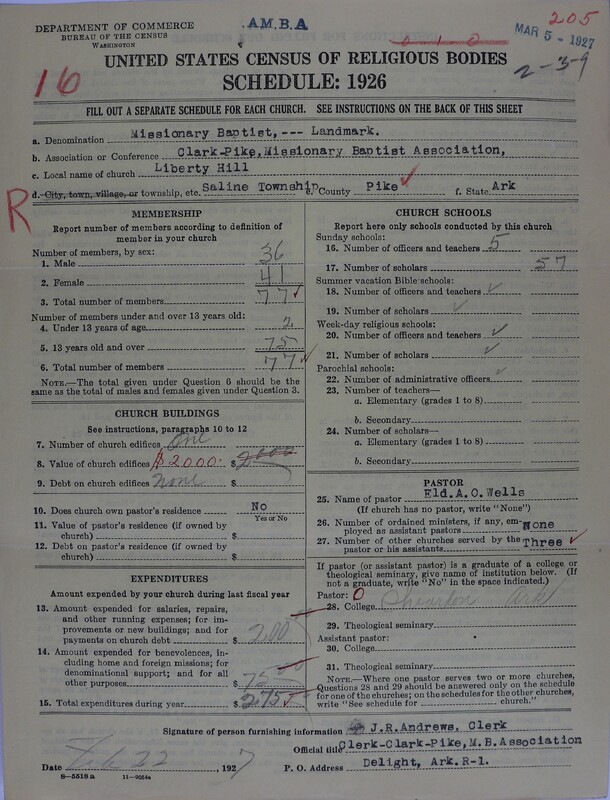 DEPARTMENT OF COMMERCE
BUREAU OF THE CENSUS
WASHINGTON
A.M.B.A
205
MAR 5 - 1927
0 1 0
2-3-9
16
UNITED STATES CENSUS OF RELIGIOUS BODIES
SCHEDULE: 1926
FILL OUT A SEPARATE SCHEDULE FOR EACH CHURCH. SEE INSTRUCTIONS ON THE BACK OF THIS SHEET
a. Denomination Missionary Baptist,--- Landmark.
b. Association or Conference Clark-Pike, Missionary Baptist Association,
c. Local name of church Liberty Hill
R
d. City, town, village, or township, etc. Saline Township e. County Pike f. State Ark
MEMBERSHIP
Report number of members according to definition of
member in your church
Number of members, by sex:
1. Male 36
2. Female 41
3. Total number of members 77
Number of members under and over 13 years old:
4. Under 13 years of age 2
5. 13 years old and over 75
6. Total number of members 77
NOTE.—The total given under Question 6 should be
same as the total of males and females given under Question 3.
CHURCH BUILDINGS
See instructions, paragraphs 10 to 12
7. Number of church edifices One
8. Value of church edifices $2000. $ 2000
9. Debt on church edifices none $
10. Does church own pastor's residence No
Yes or No
11. Value of pastor's residence (if owned by
church) $
12. Debt on pastor's residence (if owned by
church) $
EXPENDITURES
Amount expended by your church during last fiscal year
13. Amount expended for salaries, repairs,
and other running expenses; for im-
provements or new buildings; and for
payments on church debt $ 200
14. Amount expended for benevolences,
including home and foreign missions; for
denominational support; and for all
other purposes $ 75
15. Total expenditures during year $ 275
CHURCH SCHOOLS
Report here only schools conducted by this church
Sunday schools:
16. Number of officers and teachers 5
17. Number of scholars 57
Summer vacation Bible schools:
18. Number of officers and teachers
19. Number of scholars
Week-day religious schools:
20. Number of officers and teachers
21. Number of scholars
Parochial schools:
22. Number of administrative officers
23. Number of teachers—
a. Elementary (grades 1 to 8)
b. Secondary
24. Number of scholars—
a. Elementary (grades 1 to 8)
b. Secondary
PASTOR
25. Name of pastor Eld.A.O.Wells
(If church has no pastor, write "None")
26. Number of ordained ministers, if any, em-
ployed as assistant pastors None
27. Number of other churches served by the
pastor or his assistants Three
If pastor (or assistant pastor) is a graduate of a college or
theological seminary, give name of institution below. (If
not a graduate, write "No" in the space indicated.)
Pastor: 0
28. College Ark
29. Theological seminary
Assistant pastor:
30. College
31. Theological seminary
NOTE.—Where one pastor serves two or more churches,
Questions 28 and 29 should be answered only on the schedule
for one of the churches; on the schedules for the other churches,
write "See schedule for church."
Signature of person furnishing information J.R.Andrews, Clerk
Official title Clerk-Clark-Pike, M.B.Association
Date Feb 22, 1927 P. O. Address Delight, Ark. R-1.
8-5518 a 11-9054a